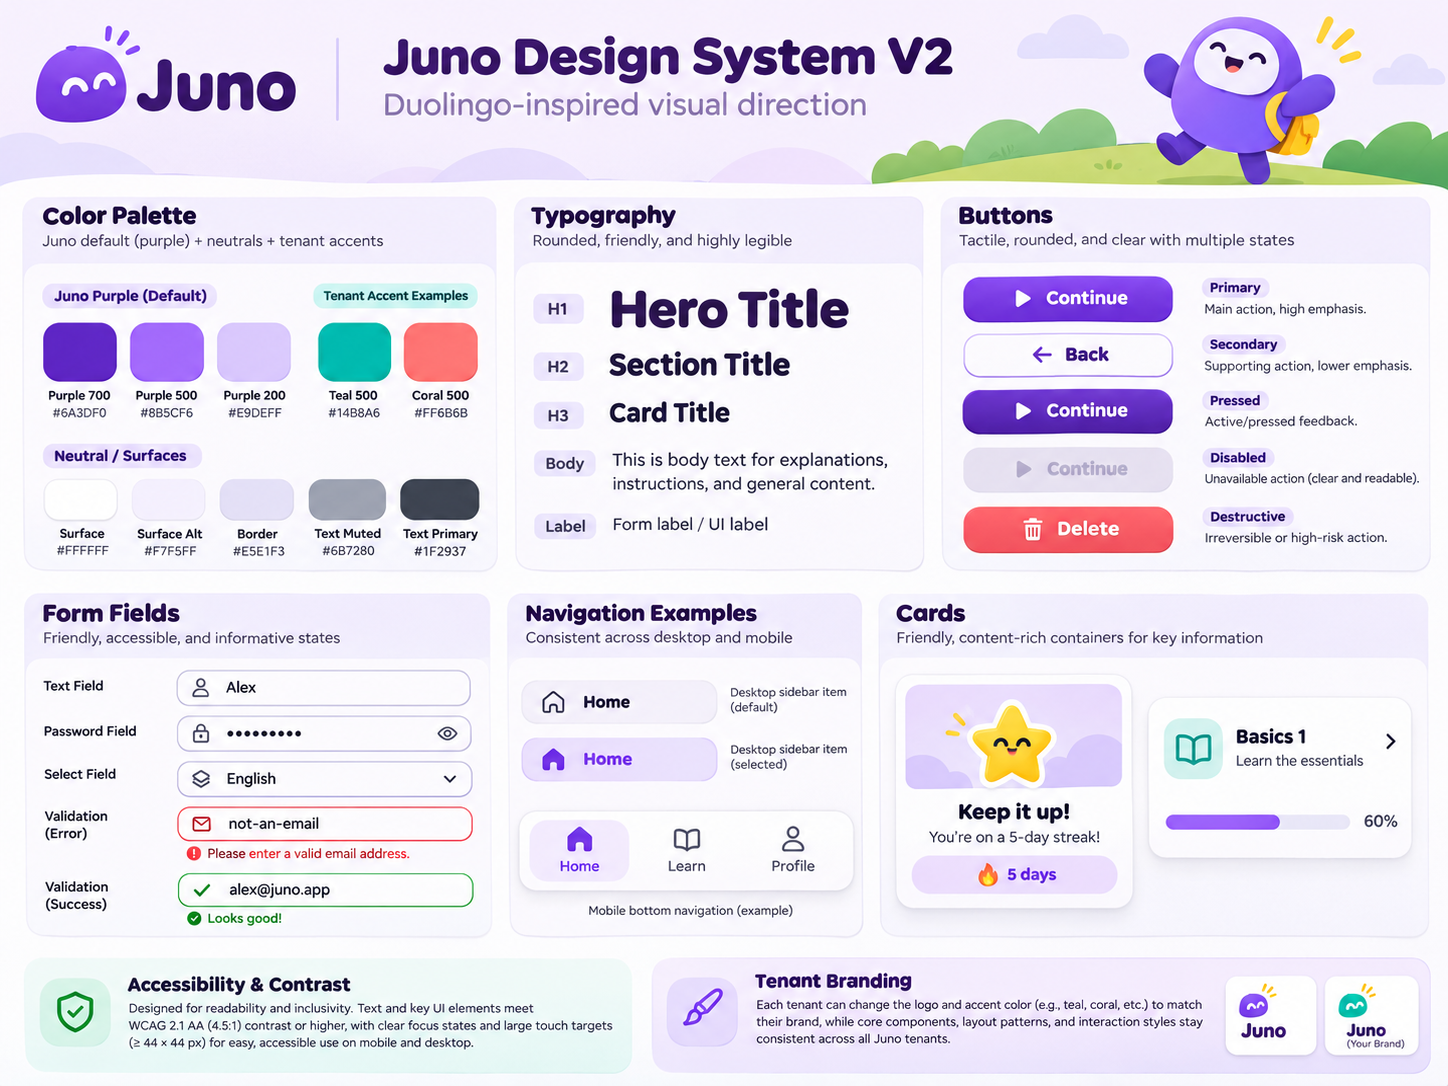 Juno
Juno Design System V2
Duolingo-inspired visual direction
Color Palette
Juno default (purple) + neutrals + tenant accents
Juno Purple (Default)
Tenant Accent Examples
Purple 700
#6A3DF0
Purple 500
#8B5CF6
Purple 200
#E9DEFF
Teal 500
#14B8A6
Coral 500
#FF6B6B
Neutral / Surfaces
Surface
#FFFFFF
Surface Alt
#F7F5FF
Border
#E5E1F3
Text Muted
#6B7280
Text Primary
#1F2937
Typography
Rounded, friendly, and highly legible
H1
Hero Title
H2
Section Title
H3
Card Title
Body
This is body text for explanations,
instructions, and general content.
Label
Form label / UI label
Buttons
Tactile, rounded, and clear with multiple states
Continue
Primary
Main action, high emphasis.
Back
Secondary
Supporting action, lower emphasis.
Continue
Pressed
Active/pressed feedback.
Continue
Disabled
Unavailable action (clear and readable).
Delete
Destructive
Irreversible or high-risk action.
Form Fields
Friendly, accessible, and informative states
Text Field
Alex
Password Field
•••••••••
Select Field
English
Validation
(Error)
not-an-email
Please enter a valid email address.
Validation
(Success)
alex@juno.app
Looks good!
Navigation Examples
Consistent across desktop and mobile
Home
Desktop sidebar item
(default)
Home
Desktop sidebar item
(selected)
Home
Learn
Profile
Mobile bottom navigation (example)
Cards
Friendly, content-rich containers for key information
Keep it up!
You're on a 5-day streak!
5 days
Basics 1
Learn the essentials
60%
Accessibility & Contrast
Designed for readability and inclusivity. Text and key UI elements meet
WCAG 2.1 AA (4.5:1) contrast or higher, with clear focus states and large touch targets
(≥ 44 × 44 px) for easy, accessible use on mobile and desktop.
Tenant Branding
Each tenant can change the logo and accent color (e.g., teal, coral, etc.) to match
their brand, while core components, layout patterns, and interaction styles stay
consistent across all Juno tenants.
Juno
Juno
(Your Brand)